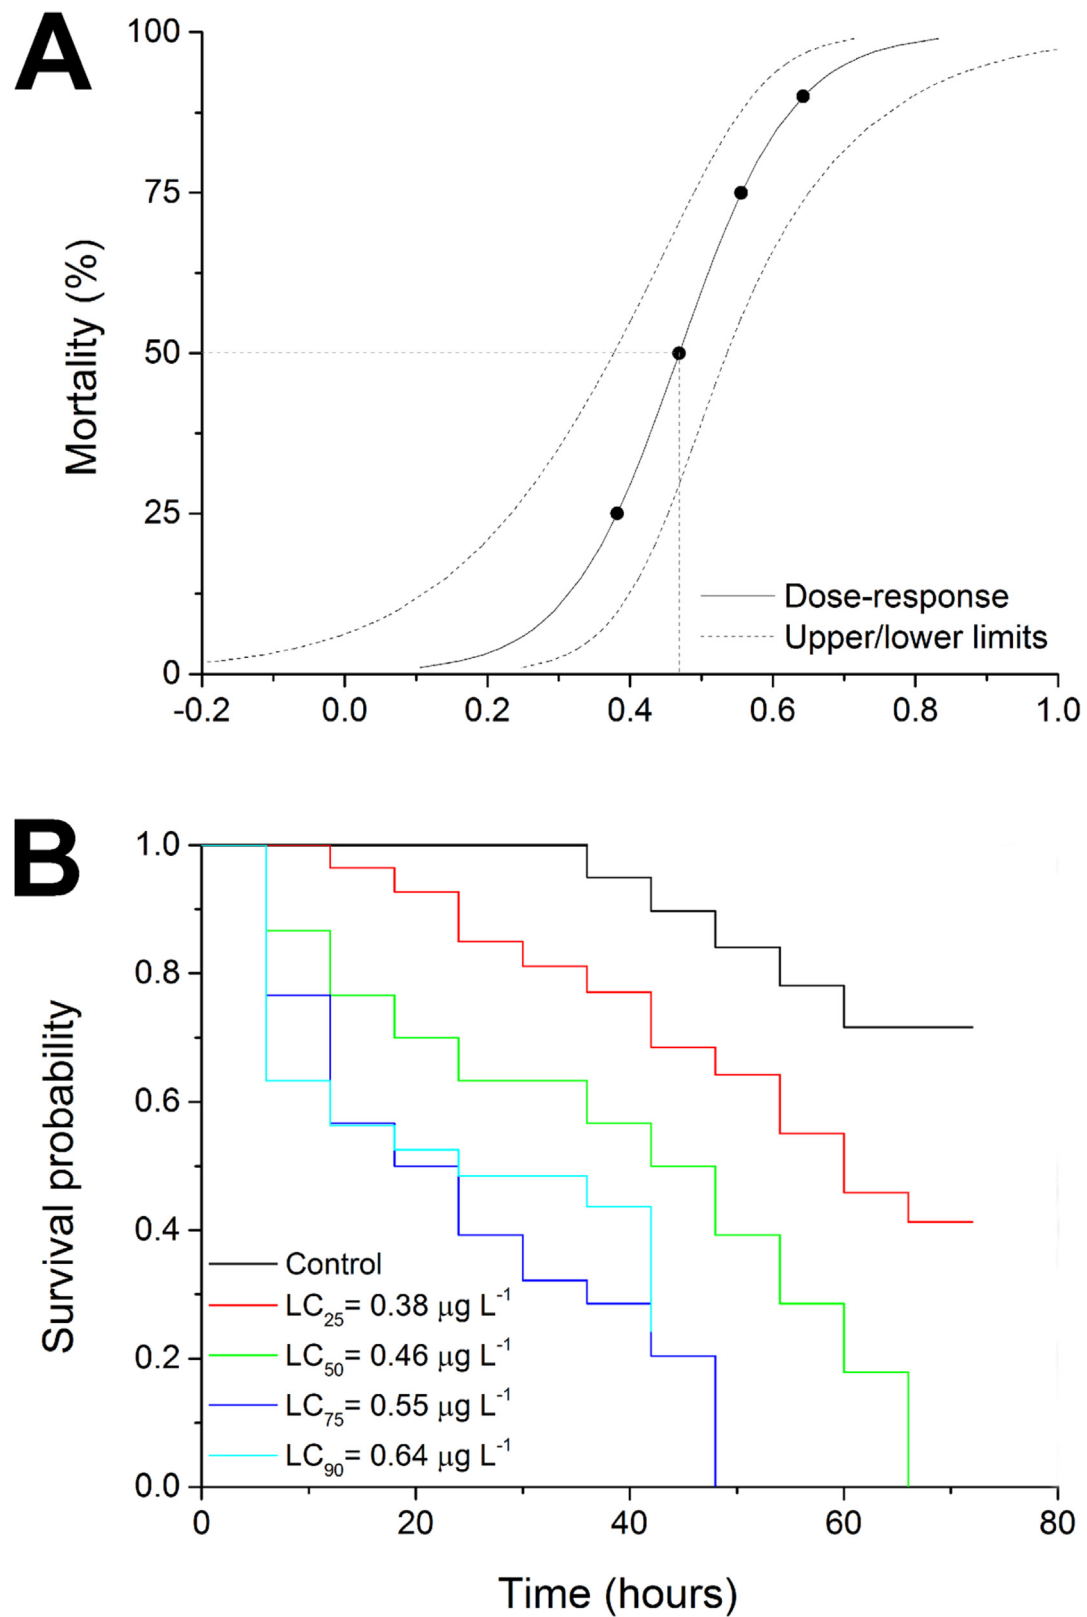 A
Mortality (%)
100
75
50
25
0
-0.2 0.0 0.2 0.4 0.6 0.8 1.0
Dose-response
Upper/lower limits
B
Survival probability
1.0
0.8
0.6
0.4
0.2
0.0
Control
LC25= 0.38 μg L-1
LC50= 0.46 μg L-1
LC75= 0.55 μg L-1
LC90= 0.64 μg L-1
0 20 40 60 80
Time (hours)